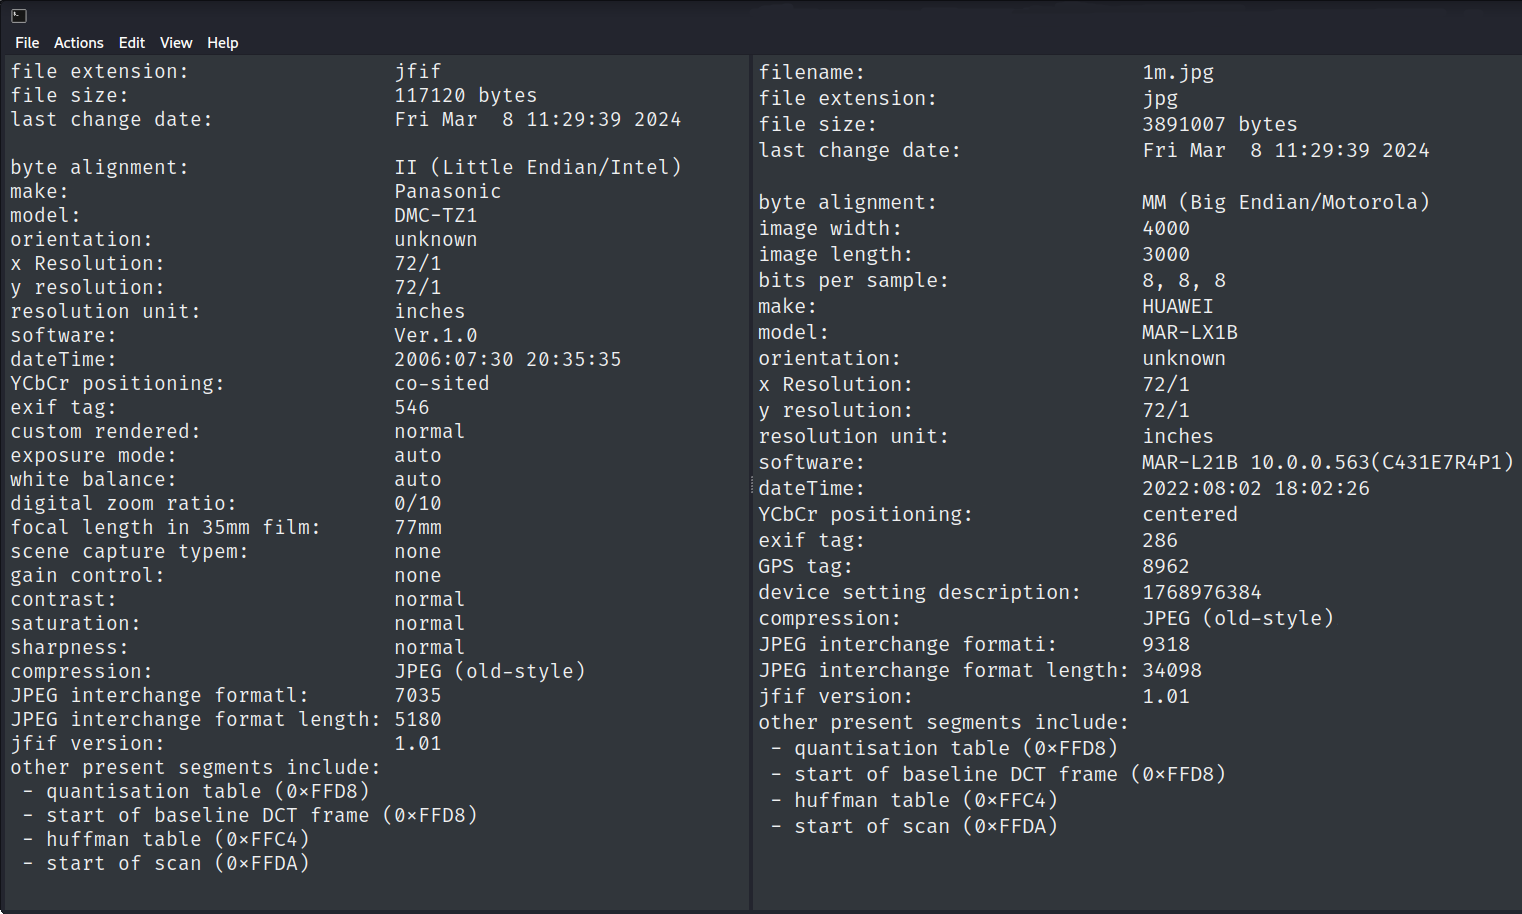 File Actions Edit View Help
file extension: jfif
file size: 117120 bytes
last change date: Fri Mar  8 11:29:39 2024
byte alignment: II (Little Endian/Intel)
make: Panasonic
model: DMC-TZ1
orientation: unknown
x Resolution: 72/1
y resolution: 72/1
resolution unit: inches
software: Ver.1.0
dateTime: 2006:07:30 20:35:35
YCbCr positioning: co-sited
exif tag: 546
custom rendered: normal
exposure mode: auto
white balance: auto
digital zoom ratio: 0/10
focal length in 35mm film: 77mm
scene capture typem: none
gain control: none
contrast: normal
saturation: normal
sharpness: normal
compression: JPEG (old-style)
JPEG interchange formatl: 7035
JPEG interchange format length: 5180
jfif version: 1.01
other present segments include:
- quantisation table (0×FFD8)
- start of baseline DCT frame (0×FFD8)
- huffman table (0×FFC4)
- start of scan (0×FFDA)
filename: 1m.jpg
file extension: jpg
file size: 3891007 bytes
last change date: Fri Mar  8 11:29:39 2024
byte alignment: MM (Big Endian/Motorola)
image width: 4000
image length: 3000
bits per sample: 8, 8, 8
make: HUAWEI
model: MAR-LX1B
orientation: unknown
x Resolution: 72/1
y resolution: 72/1
resolution unit: inches
software: MAR-L21B 10.0.0.563(C431E7R4P1)
dateTime: 2022:08:02 18:02:26
YCbCr positioning: centered
exif tag: 286
GPS tag: 8962
device setting description: 1768976384
compression: JPEG (old-style)
JPEG interchange formati: 9318
JPEG interchange format length: 34098
jfif version: 1.01
other present segments include:
- quantisation table (0×FFD8)
- start of baseline DCT frame (0×FFD8)
- huffman table (0×FFC4)
- start of scan (0×FFDA)